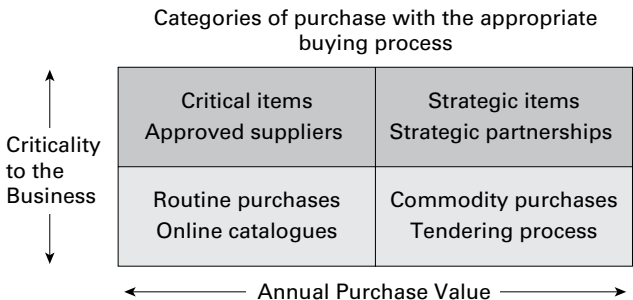 Categories of purchase with the appropriate
buying process
Criticality
to the
Business
Critical items
Approved suppliers
Strategic items
Strategic partnerships
Routine purchases
Online catalogues
Commodity purchases
Tendering process
Annual Purchase Value